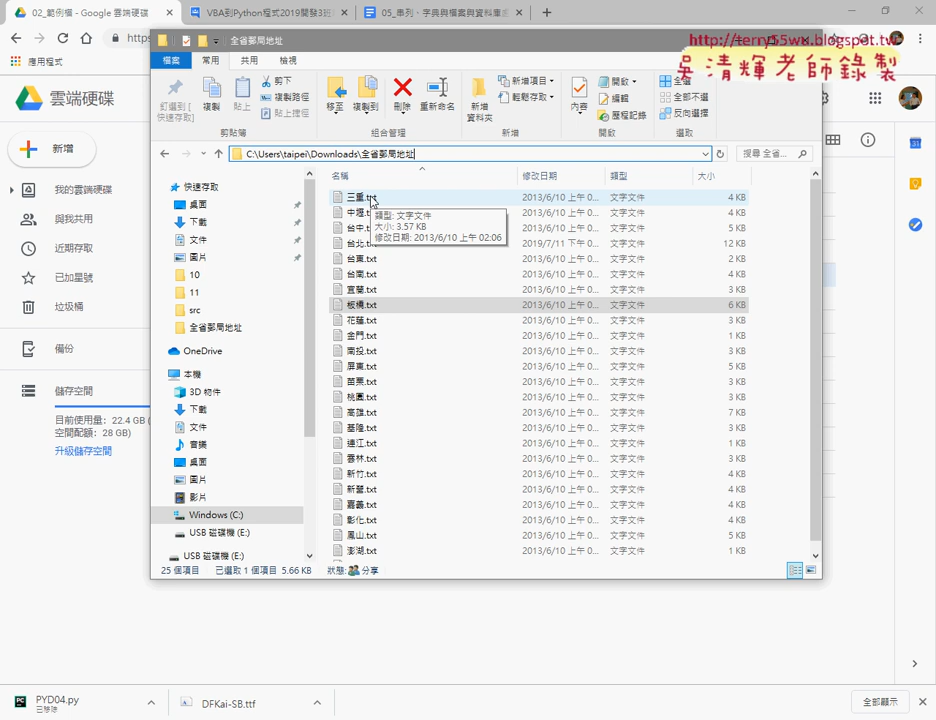 02_範例檔 - Google 雲端硬碟
VBA到Python程式2019開發3班
05_串列、字典與檔案與資料庫
http://terry55wu.blogspot.tw
吳清輝老師錄製
應用程式
雲端硬碟
新增
我的雲端硬碟
與我共用
近期存取
已加星號
垃圾桶
備份
儲存空間
目前使用量: 22.4 GB (
空間配額: 28 GB)
升級儲存空間
全省郵局地址
檔案
常用
共用
檢視
釘選到 [
快速存取]
複製
貼上
剪下
複製路徑
貼上捷徑
剪貼簿
移至
複製到
刪除
重新命名
組合管理
新增
資料夾
新增項目
輕鬆存取
新增
內容
開啟
編輯
歷程記錄
開啟
全選
全部不選
反向選擇
選取
C:\Users\taipei\Downloads\全省郵局地址
搜尋 全省...
快速存取
桌面
下載
文件
圖片
10
11
src
全省郵局地址
OneDrive
本機
3D 物件
下載
文件
音樂
桌面
圖片
影片
Windows (C:)
USB 磁碟機 (E:)
USB 磁碟機 (E:)
名稱 修改日期 類型 大小
三重.txt 2013/6/10 上午 0... 文字文件 4 KB
中壢.t 2013/6/10 上午 0... 文字文件 4 KB
台中.t 2013/6/10 上午 0... 文字文件 5 KB
台北.t 2019/7/11 下午 0... 文字文件 12 KB
類型: 文字文件
大小: 3.57 KB
修改日期: 2013/6/10 上午 02:06
台東.txt 2013/6/10 上午 0... 文字文件 2 KB
台南.txt 2013/6/10 上午 0... 文字文件 4 KB
宜蘭.txt 2013/6/10 上午 0... 文字文件 3 KB
板橋.txt 2013/6/10 上午 0... 文字文件 6 KB
花蓮.txt 2013/6/10 上午 0... 文字文件 3 KB
金門.txt 2013/6/10 上午 0... 文字文件 1 KB
南投.txt 2013/6/10 上午 0... 文字文件 3 KB
屏東.txt 2013/6/10 上午 0... 文字文件 5 KB
苗栗.txt 2013/6/10 上午 0... 文字文件 3 KB
桃園.txt 2013/6/10 上午 0... 文字文件 3 KB
高雄.txt 2013/6/10 上午 0... 文字文件 7 KB
基隆.txt 2013/6/10 上午 0... 文字文件 3 KB
連江.txt 2013/6/10 上午 0... 文字文件 1 KB
雲林.txt 2013/6/10 上午 0... 文字文件 3 KB
新竹.txt 2013/6/10 上午 0... 文字文件 4 KB
新營.txt 2013/6/10 上午 0... 文字文件 4 KB
嘉義.txt 2013/6/10 上午 0... 文字文件 4 KB
彰化.txt 2013/6/10 上午 0... 文字文件 4 KB
鳳山.txt 2013/6/10 上午 0... 文字文件 5 KB
澎湖.txt 2013/6/10 上午 0... 文字文件 1 KB
25 個項目 已選取 1 個項目 5.66 KB 狀態: 分享
PYD04.py
已移除
DFKai-SB.ttf
全部顯示